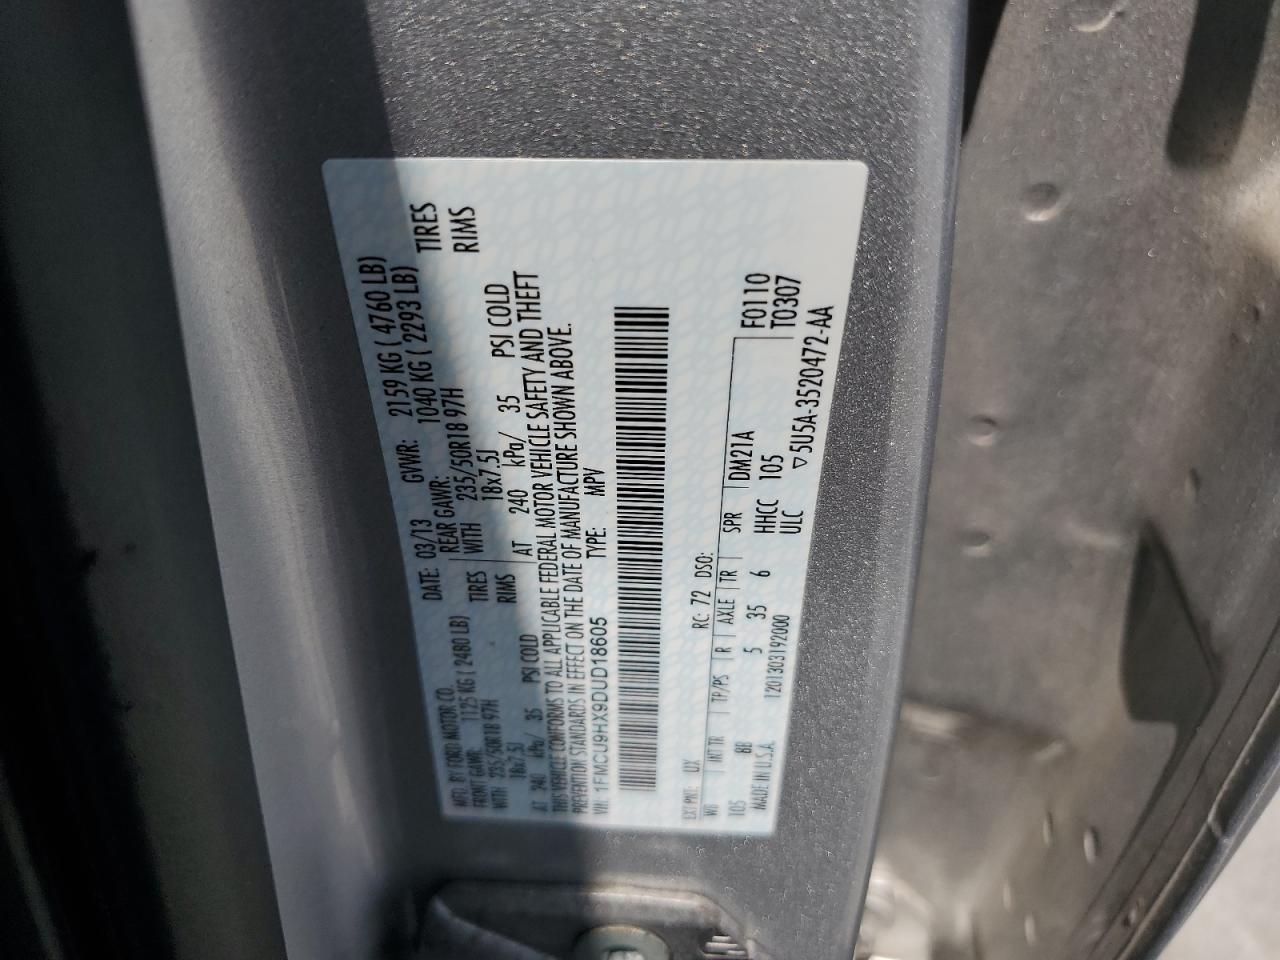 MFD. BY FORD MOTOR CO. DATE: 03/13 GVWR: 2159 KG ( 4760 LB)
FRONT GAWR: 1125 KG ( 2480 LB) REAR GAWR: 1040 KG ( 2293 LB)
WITH 235/50R18 97H TIRES WITH 235/50R18 97H TIRES
18x7.5J RIMS 18x7.5J RIMS
AT 240 kPa/ 35 PSI COLD AT 240 kPa/ 35 PSI COLD
THIS VEHICLE CONFORMS TO ALL APPLICABLE FEDERAL MOTOR VEHICLE SAFETY AND THEFT
PREVENTION STANDARDS IN EFFECT ON THE DATE OF MANUFACTURE SHOWN ABOVE.
VIN: 1FMCU9HX9DUD18605 TYPE: MPV
EXT PNT: UX RC: 72 DSO:
WB INT TR TP/PS R AXLE TR SPR DM21A F0110
105 8B 5 35 6 HHCC 105 T0307
MADE IN U.S.A. 1201303192000 ULC ▽5U5A-3520472-AA